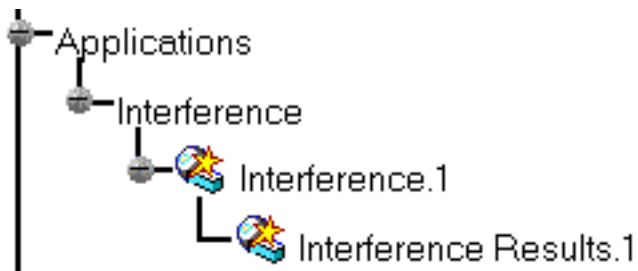 Applications
Interference
Interference.1
Interference Results.1